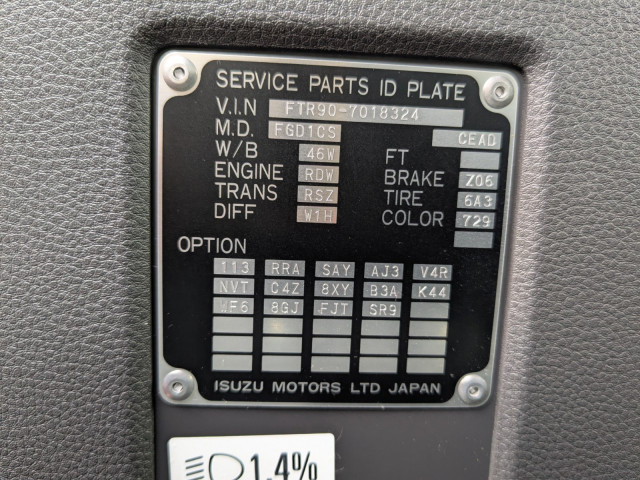 SERVICE PARTS ID PLATE
V.I.N FTR90-7018324
M.D. FGD1CS CEAD
W/B 46W FT
ENGINE RDW BRAKE Z06
TRANS RSZ TIRE 6A3
DIFF W1H COLOR 729
OPTION
113 RRA SAY AJ3 V4R
NVT C4Z 8XY B3A K44
8GJ FJT SR9
ISUZU MOTORS LTD JAPAN
1.4%